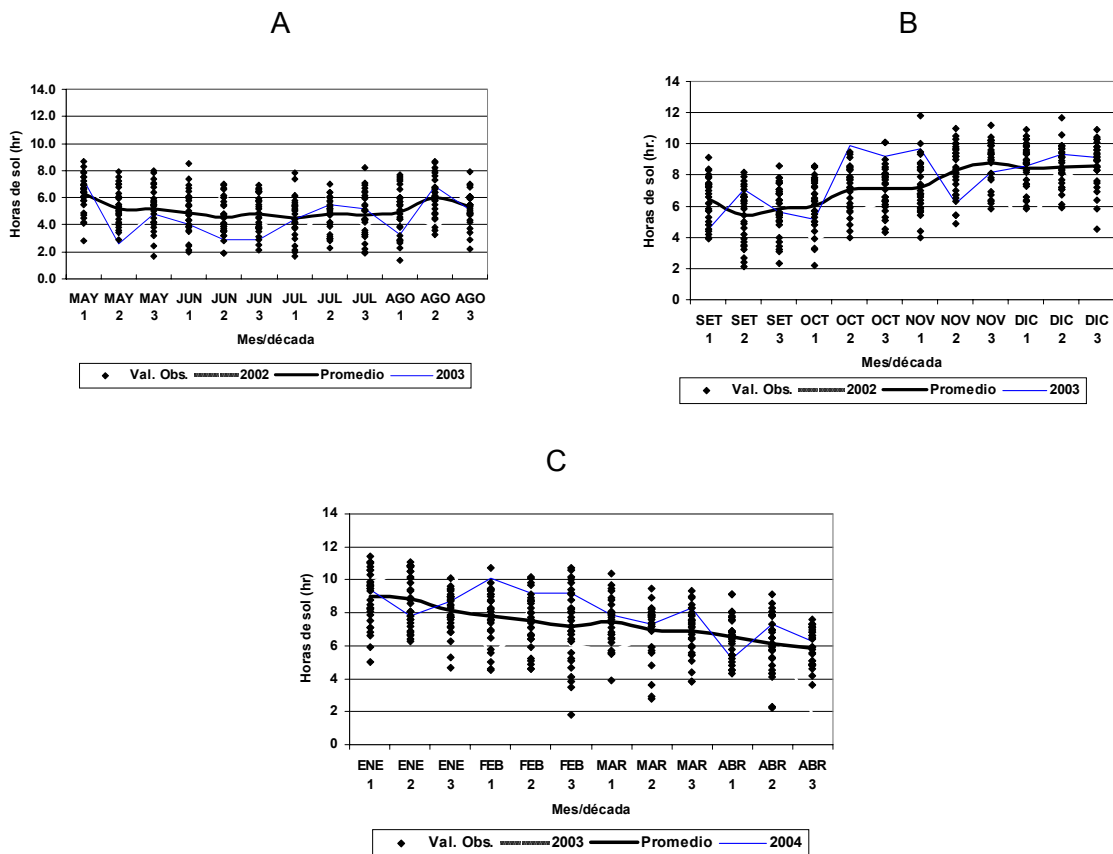 A
Horas de sol (hr)
14.0
12.0
10.0
8.0
6.0
4.0
2.0
0.0
MAY MAY MAY JUN JUN JUN JUL JUL JUL AGO AGO AGO
1 2 3 1 2 3 1 2 3 1 2 3
Mes/década
Val. Obs. 2002 Promedio 2003
B
Horas de sol (hr.)
14
12
10
8
6
4
2
0
SET SET SET OCT OCT OCT NOV NOV NOV DIC DIC DIC
1 2 3 1 2 3 1 2 3 1 2 3
Mes/década
Val. Obs. 2002 Promedio 2003
C
Horas de sol (hr)
14
12
10
8
6
4
2
0
ENE ENE ENE FEB FEB FEB MAR MAR MAR ABR ABR ABR
1 2 3 1 2 3 1 2 3 1 2 3
Mes/década
Val. Obs. 2003 Promedio 2004